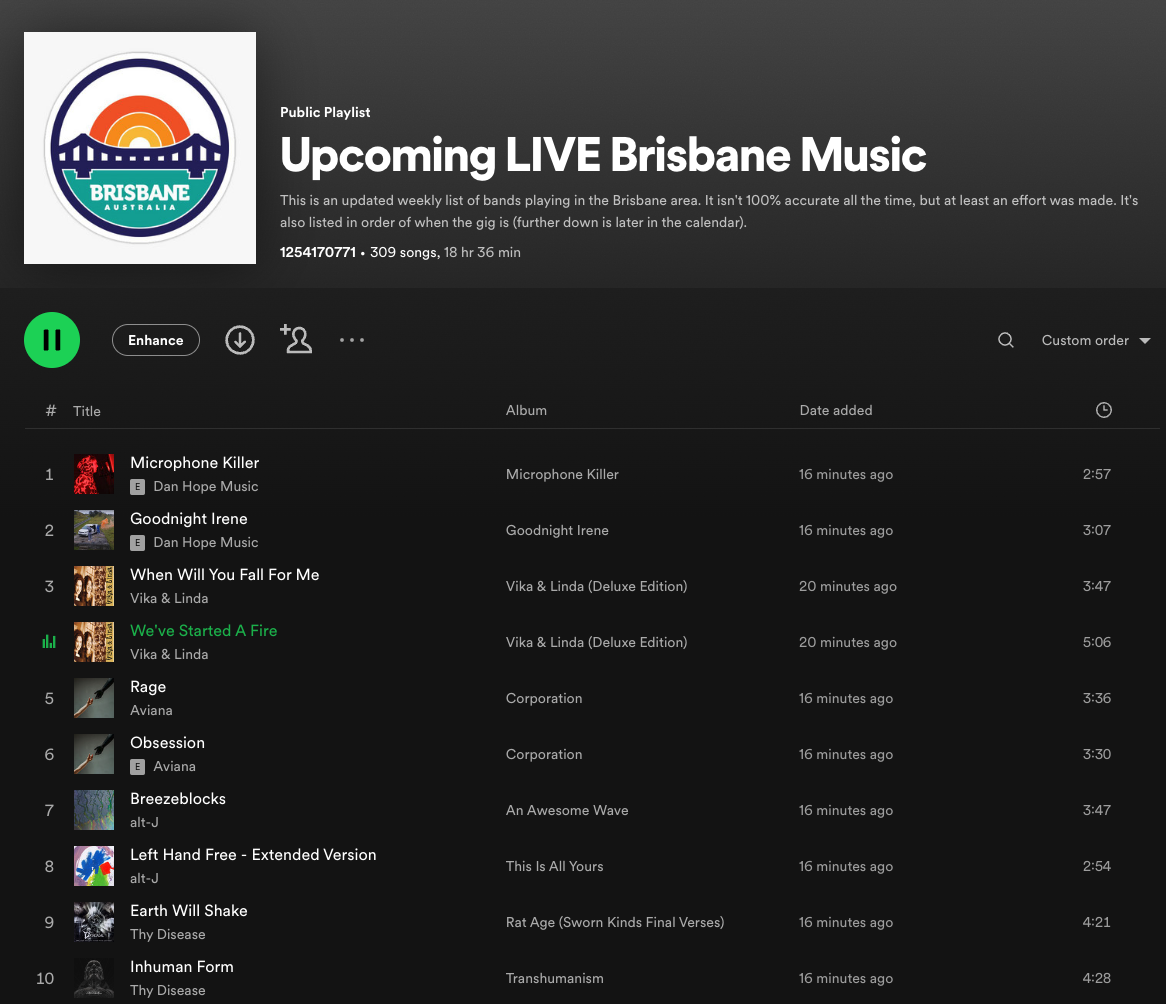 BRISBANE
AUSTRALIA
Public Playlist
Upcoming LIVE Brisbane Music
This is an updated weekly list of bands playing in the Brisbane area. It isn't 100% accurate all the time, but at least an effort was made. It's
also listed in order of when the gig is (further down is later in the calendar).
1254170771 • 309 songs, 18 hr 36 min
Enhance
Custom order
# Title Album Date added
1 Microphone Killer Microphone Killer 16 minutes ago 2:57
E Dan Hope Music
2 Goodnight Irene Goodnight Irene 16 minutes ago 3:07
E Dan Hope Music
3 When Will You Fall For Me Vika & Linda (Deluxe Edition) 20 minutes ago 3:47
Vika & Linda
We've Started A Fire Vika & Linda (Deluxe Edition) 20 minutes ago 5:06
Vika & Linda
5 Rage Corporation 16 minutes ago 3:36
Aviana
6 Obsession Corporation 16 minutes ago 3:30
E Aviana
7 Breezeblocks An Awesome Wave 16 minutes ago 3:47
alt-J
8 Left Hand Free - Extended Version This Is All Yours 16 minutes ago 2:54
alt-J
9 Earth Will Shake Rat Age (Sworn Kinds Final Verses) 16 minutes ago 4:21
Thy Disease
10 Inhuman Form Transhumanism 16 minutes ago 4:28
Thy Disease